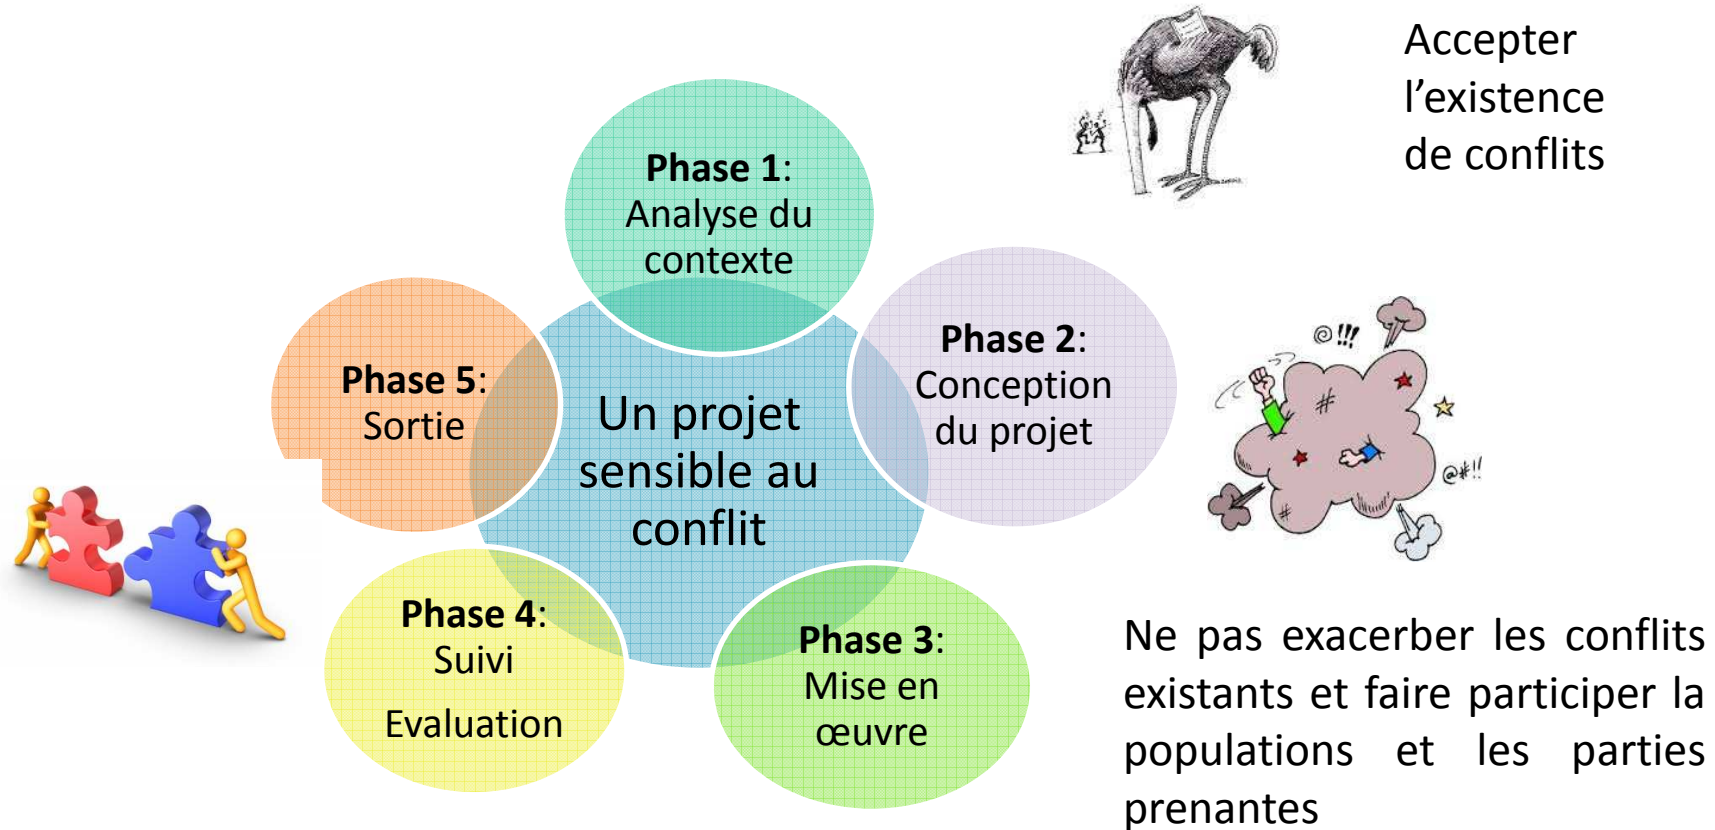 Accepter
l’existence
de conflits
Phase 1:
Analyse du
contexte
Phase 2:
Conception
du projet
@ !!!
#
@#!!
#
Phase 5:
Sortie
Un projet
sensible au
conflit
Phase 4:
Suivi
Evaluation
Phase 3:
Mise en
œuvre
Ne pas exacerber les conflits
existants et faire participer la
populations et les parties
prenantes